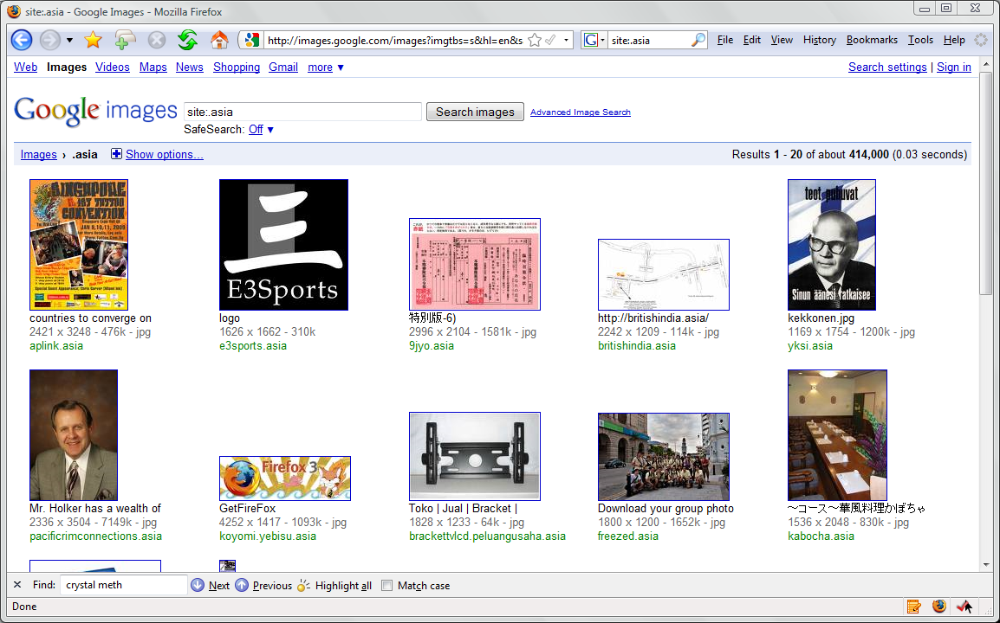 site:.asia - Google Images - Mozilla Firefox
http://images.google.com/images?imgtbs=s&hl=en&s
site:.asia
File Edit View History Bookmarks Tools Help
Web Images Videos Maps News Shopping Gmail more ▼
Search settings | Sign in
Google images
site:.asia
Search images
Advanced Image Search
SafeSearch: Off ▼
Images › .asia
Show options...
Results 1 - 20 of about 414,000 (0.03 seconds)
SINGAPORE
TATTOO
CONVENTION
JAN 9,10,11, 2009
三
E3Sports
teot puhuvat
Sinun äänesi ratkaisee
countries to converge on
2421 x 3248 - 476k - jpg
aplink.asia
logo
1626 x 1662 - 310k
e3sports.asia
特別版-6)
2996 x 2104 - 1581k - jpg
9jyo.asia
http://britishindia.asia/
2242 x 1209 - 114k - jpg
britishindia.asia
kekkonen.jpg
1169 x 1754 - 1200k - jpg
yksi.asia
Firefox 3
Mr. Holker has a wealth of
2336 x 3504 - 7149k - jpg
pacificrimconnections.asia
GetFireFox
4252 x 1417 - 1093k - jpg
koyomi.yebisu.asia
Toko | Jual | Bracket |
1828 x 1233 - 64k - jpg
brackettvlcd.peluangusaha.asia
Download your group photo
1800 x 1200 - 1652k - jpg
freezed.asia
～コース～華風料理かぼちゃ
1536 x 2048 - 830k - jpg
kabocha.asia
Find: crystal meth Next Previous Highlight all Match case
Done